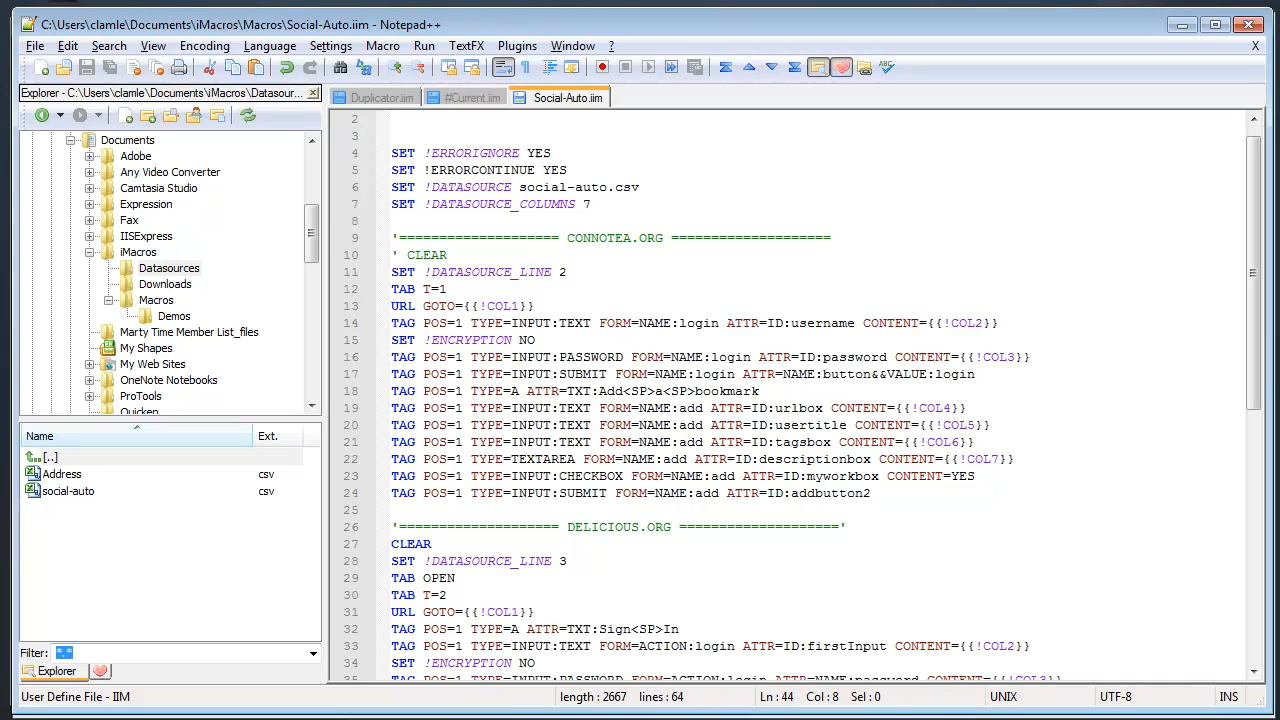 C:\Users\clamle\Documents\iMacros\Macros\Social-Auto.iim - Notepad++
File Edit Search View Encoding Language Settings Macro Run TextFX Plugins Window ? X
Explorer - C:\Users\clamle\Documents\iMacros\Datasour...
Duplicator.iim #Current.iim Social-Auto.iim
Documents
Adobe
Any Video Converter
Camtasia Studio
Expression
Fax
IISExpress
iMacros
Datasources
Downloads
Macros
Demos
Marty Time Member List_files
My Shapes
My Web Sites
OneNote Notebooks
ProTools
Quicken
Name Ext.
[..]
Address csv
social-auto csv
Filter: *.*
Explorer
2
3
4 SET !ERRORIGNORE YES
5 SET !ERRORCONTINUE YES
6 SET !DATASOURCE social-auto.csv
7 SET !DATASOURCE_COLUMNS 7
8
9 '==================== CONNOTEA.ORG ====================
10 ' CLEAR
11 SET !DATASOURCE_LINE 2
12 TAB T=1
13 URL GOTO={{!COL1}}
14 TAG POS=1 TYPE=INPUT:TEXT FORM=NAME:login ATTR=ID:username CONTENT={{!COL2}}
15 SET !ENCRYPTION NO
16 TAG POS=1 TYPE=INPUT:PASSWORD FORM=NAME:login ATTR=ID:password CONTENT={{!COL3}}
17 TAG POS=1 TYPE=INPUT:SUBMIT FORM=NAME:login ATTR=NAME:button&&VALUE:login
18 TAG POS=1 TYPE=A ATTR=TXT:Add<SP>a<SP>bookmark
19 TAG POS=1 TYPE=INPUT:TEXT FORM=NAME:add ATTR=ID:urlbox CONTENT={{!COL4}}
20 TAG POS=1 TYPE=INPUT:TEXT FORM=NAME:add ATTR=ID:usertitle CONTENT={{!COL5}}
21 TAG POS=1 TYPE=INPUT:TEXT FORM=NAME:add ATTR=ID:tagsbox CONTENT={{!COL6}}
22 TAG POS=1 TYPE=TEXTAREA FORM=NAME:add ATTR=ID:descriptionbox CONTENT={{!COL7}}
23 TAG POS=1 TYPE=INPUT:CHECKBOX FORM=NAME:add ATTR=ID:myworkbox CONTENT=YES
24 TAG POS=1 TYPE=INPUT:SUBMIT FORM=NAME:add ATTR=ID:addbutton2
25
26 '==================== DELICIOUS.ORG ===================='
27 CLEAR
28 SET !DATASOURCE_LINE 3
29 TAB OPEN
30 TAB T=2
31 URL GOTO={{!COL1}}
32 TAG POS=1 TYPE=A ATTR=TXT:Sign<SP>In
33 TAG POS=1 TYPE=INPUT:TEXT FORM=ACTION:login ATTR=ID:firstInput CONTENT={{!COL2}}
34 SET !ENCRYPTION NO
35 TAG POS=1 TYPE=INPUT:PASSWORD FORM=ACTION:login ATTR=NAME:password CONTENT={{!COL3}}
User Define File - IIM length : 2667 lines : 64 Ln : 44 Col : 8 Sel : 0 UNIX UTF-8 INS